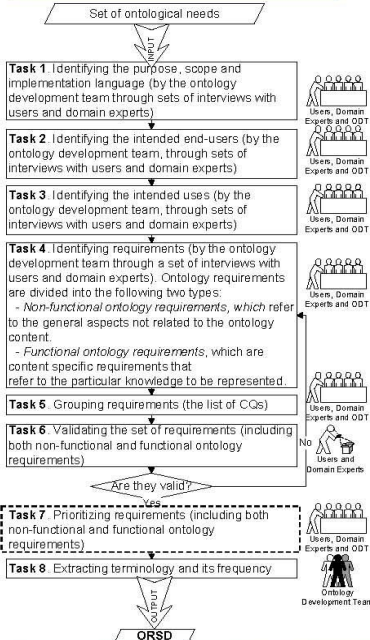 Set of ontological needs
INPUT
Task 1. Identifying the purpose, scope and
implementation language (by the ontology
development team through sets of interviews with
users and domain experts)
Users, Domain
Experts and ODT
Task 2. Identifying the intended end-users (by the
ontology development team, through sets of
interviews with users and domain experts)
Users, Domain
Experts and ODT
Task 3. Identifying the intended uses (by the
ontology development team, through sets of
interviews with users and domain experts)
Users, Domain
Experts and ODT
Task 4. Identifying requirements (by the ontology
development team through a set of interviews with
users and domain experts). Ontology requirements
are divided into the following two types:
- Non-functional ontology requirements, which refer
to the general aspects not related to the ontology
content.
- Functional ontology requirements, which are
content specific requirements that
refer to the particular knowledge to be represented.
Users, Domain
Experts and ODT
Task 5. Grouping requirements (the list of CQs)
Users, Domain
Experts and ODT
Task 6. Validating the set of requirements (including
both non-functional and functional ontology
requirements)
No
Users and
Domain Experts
Are they valid?
Yes
Task 7. Prioritizing requirements (including both
non-functional and functional ontology
requirements)
Users, Domain
Experts and ODT
Task 8. Extracting terminology and its frequency
Ontology
Development Team
OUTPUT
ORSD